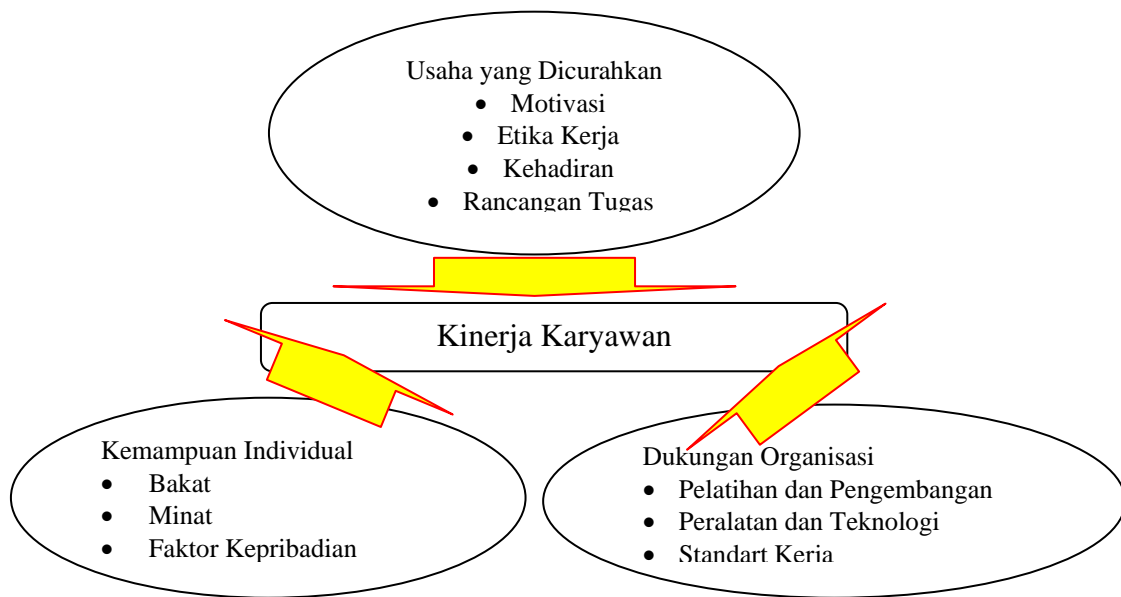 Usaha yang Dicurahkan
• Motivasi
• Etika Kerja
• Kehadiran
• Rancangan Tugas
Kinerja Karyawan
Kemampuan Individual
• Bakat
• Minat
• Faktor Kepribadian
Dukungan Organisasi
• Pelatihan dan Pengembangan
• Peralatan dan Teknologi
• Standart Kerja